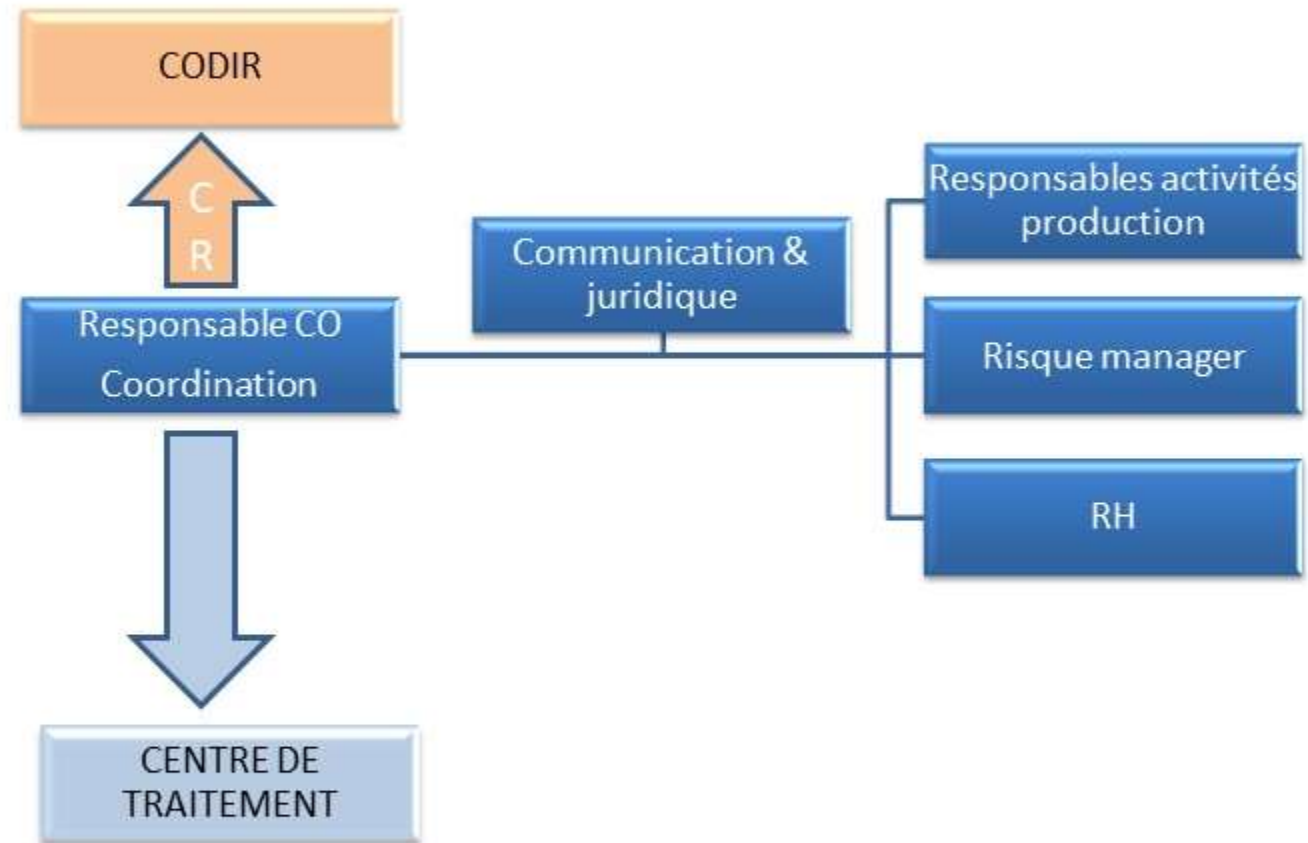 CODIR
C
R
Responsable CO
Coordination
Communication &
juridique
Responsables activités
production
Risque manager
RH
CENTRE DE
TRAITEMENT